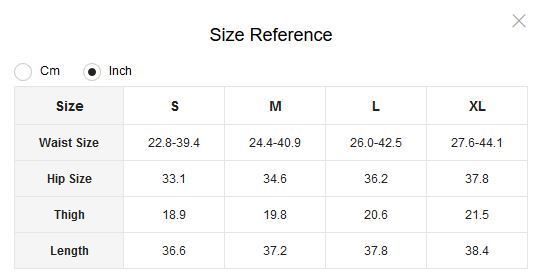 Size Reference
Cm Inch
Size S M L XL
Waist Size 22.8-39.4 24.4-40.9 26.0-42.5 27.6-44.1
Hip Size 33.1 34.6 36.2 37.8
Thigh 18.9 19.8 20.6 21.5
Length 36.6 37.2 37.8 38.4